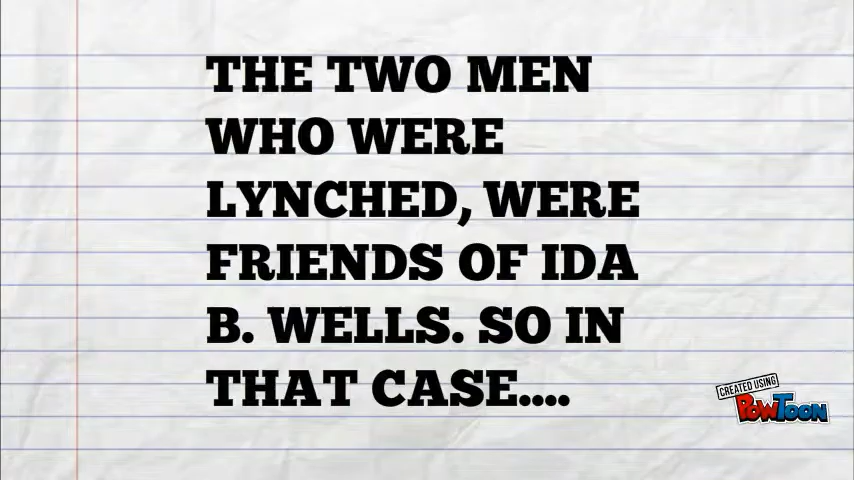 THE TWO MEN
WHO WERE
LYNCHED, WERE
FRIENDS OF IDA
B. WELLS. SO IN
THAT CASE....
CREATED USING
POWTOON